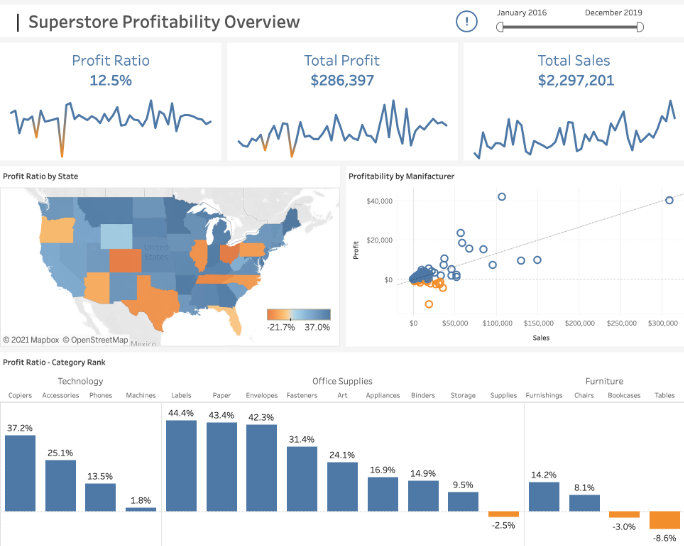 Superstore Profitability Overview
!
January 2016 December 2019
Profit Ratio
12.5%
Total Profit
$286,397
Total Sales
$2,297,201
Profit Ratio by State
United States
-21.7% 37.0%
© 2021 Mapbox © OpenStreetMap
Mexico
Profitability by Manifacturer
Profit
$40,000
$20,000
$0
$0 $50,000 $100,000 $150,000 $200,000 $250,000 $300,000
Sales
Profit Ratio - Category Rank
Technology Office Supplies Furniture
Copiers Accessories Phones Machines Labels Paper Envelopes Fasteners Art Appliances Binders Storage Supplies Furnishings Chairs Bookcases Tables
37.2% 25.1% 13.5% 1.8% 44.4% 43.4% 42.3% 31.4% 24.1% 16.9% 14.9% 9.5% -2.5% 14.2% 8.1% -3.0% -8.6%